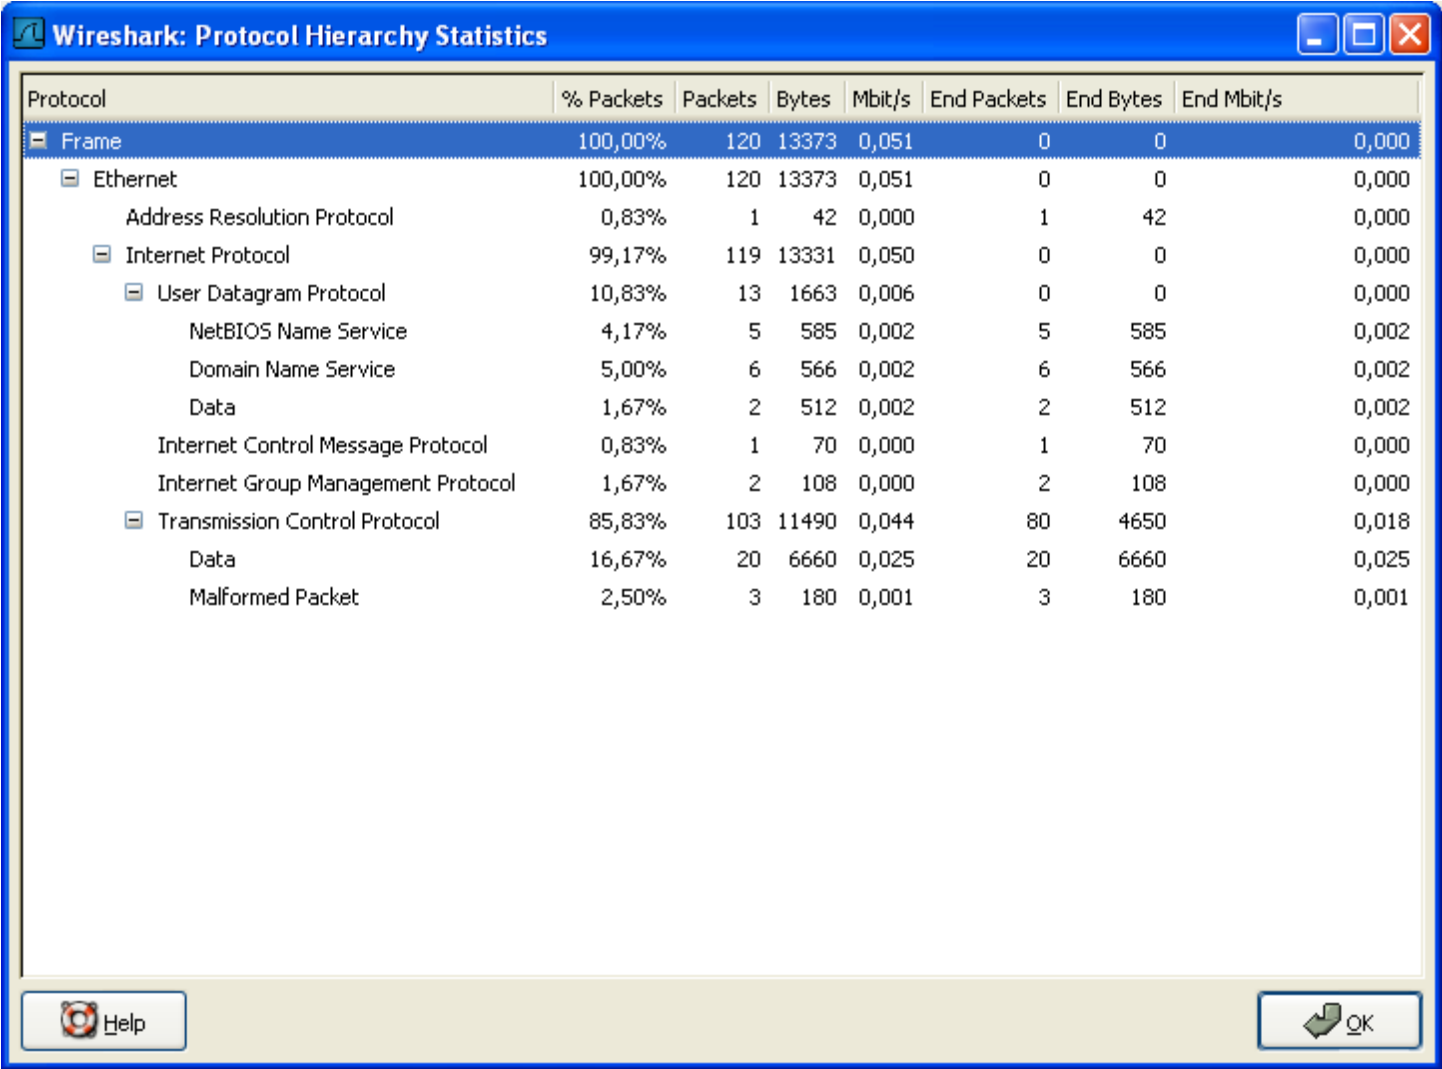 Wireshark: Protocol Hierarchy Statistics
Protocol % Packets Packets Bytes Mbit/s End Packets End Bytes End Mbit/s
Frame 100,00% 120 13373 0,051 0 0 0,000
Ethernet 100,00% 120 13373 0,051 0 0 0,000
Address Resolution Protocol 0,83% 1 42 0,000 1 42 0,000
Internet Protocol 99,17% 119 13331 0,050 0 0 0,000
User Datagram Protocol 10,83% 13 1663 0,006 0 0 0,000
NetBIOS Name Service 4,17% 5 585 0,002 5 585 0,002
Domain Name Service 5,00% 6 566 0,002 6 566 0,002
Data 1,67% 2 512 0,002 2 512 0,002
Internet Control Message Protocol 0,83% 1 70 0,000 1 70 0,000
Internet Group Management Protocol 1,67% 2 108 0,000 2 108 0,000
Transmission Control Protocol 85,83% 103 11490 0,044 80 4650 0,018
Data 16,67% 20 6660 0,025 20 6660 0,025
Malformed Packet 2,50% 3 180 0,001 3 180 0,001
Help OK